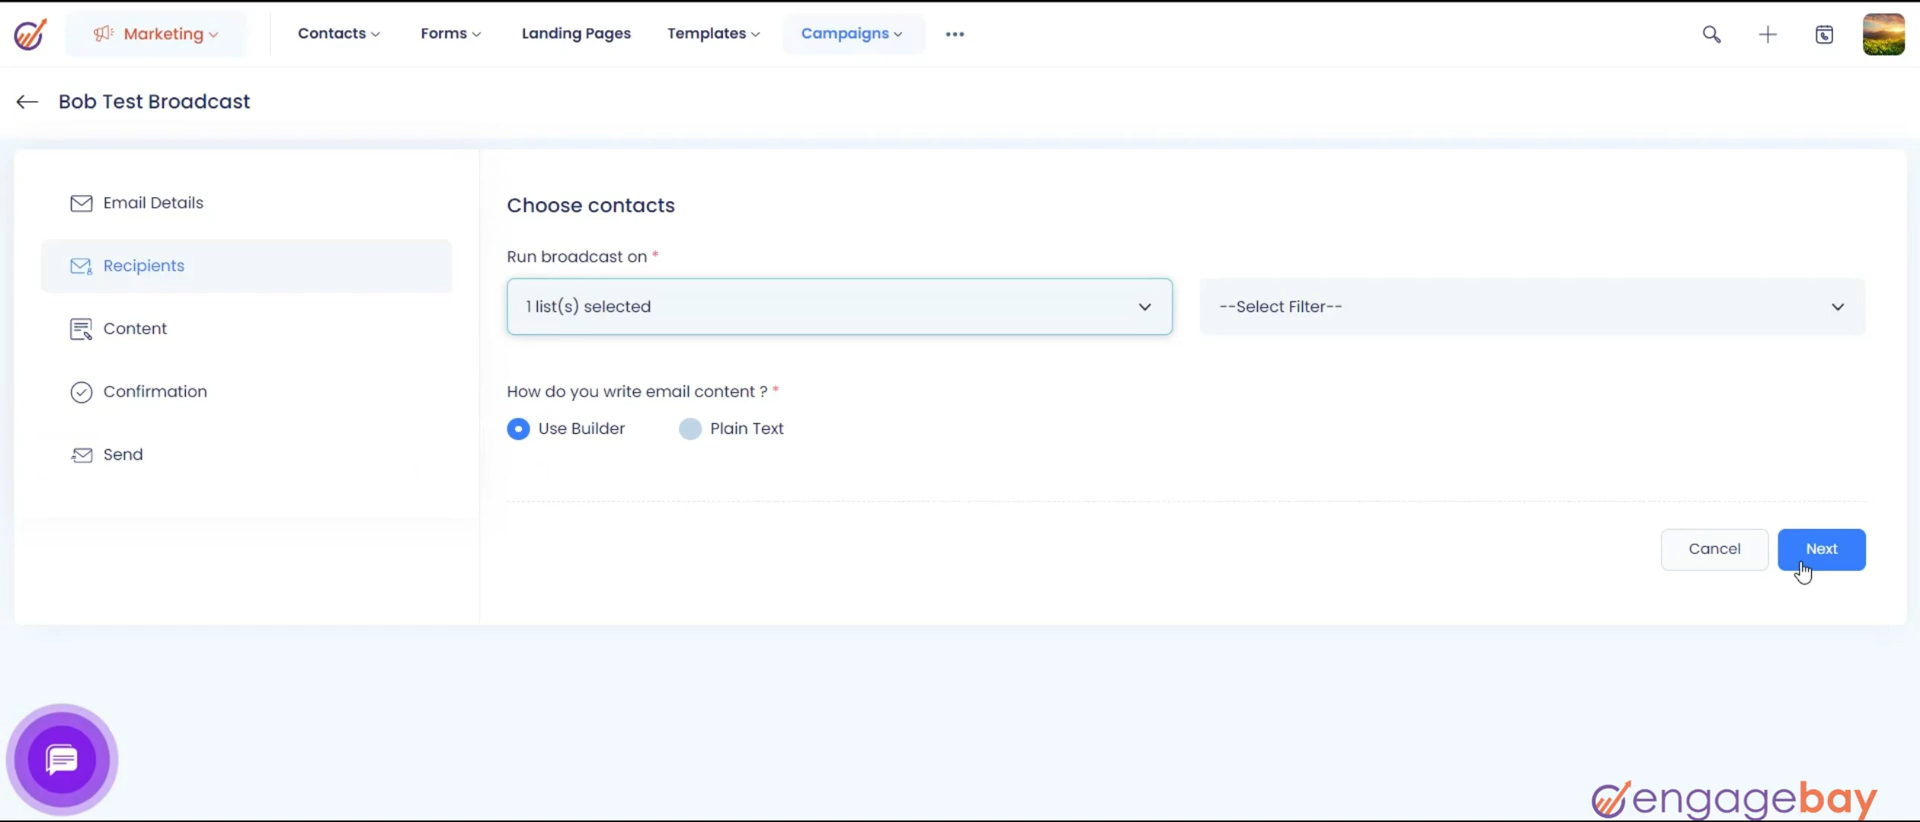 Marketing
Contacts
Forms
Landing Pages
Templates
Campaigns
Bob Test Broadcast
Email Details
Recipients
Content
Confirmation
Send
Choose contacts
Run broadcast on *
1 list(s) selected
--Select Filter--
How do you write email content ? *
Use Builder
Plain Text
Cancel
Next
engagebay